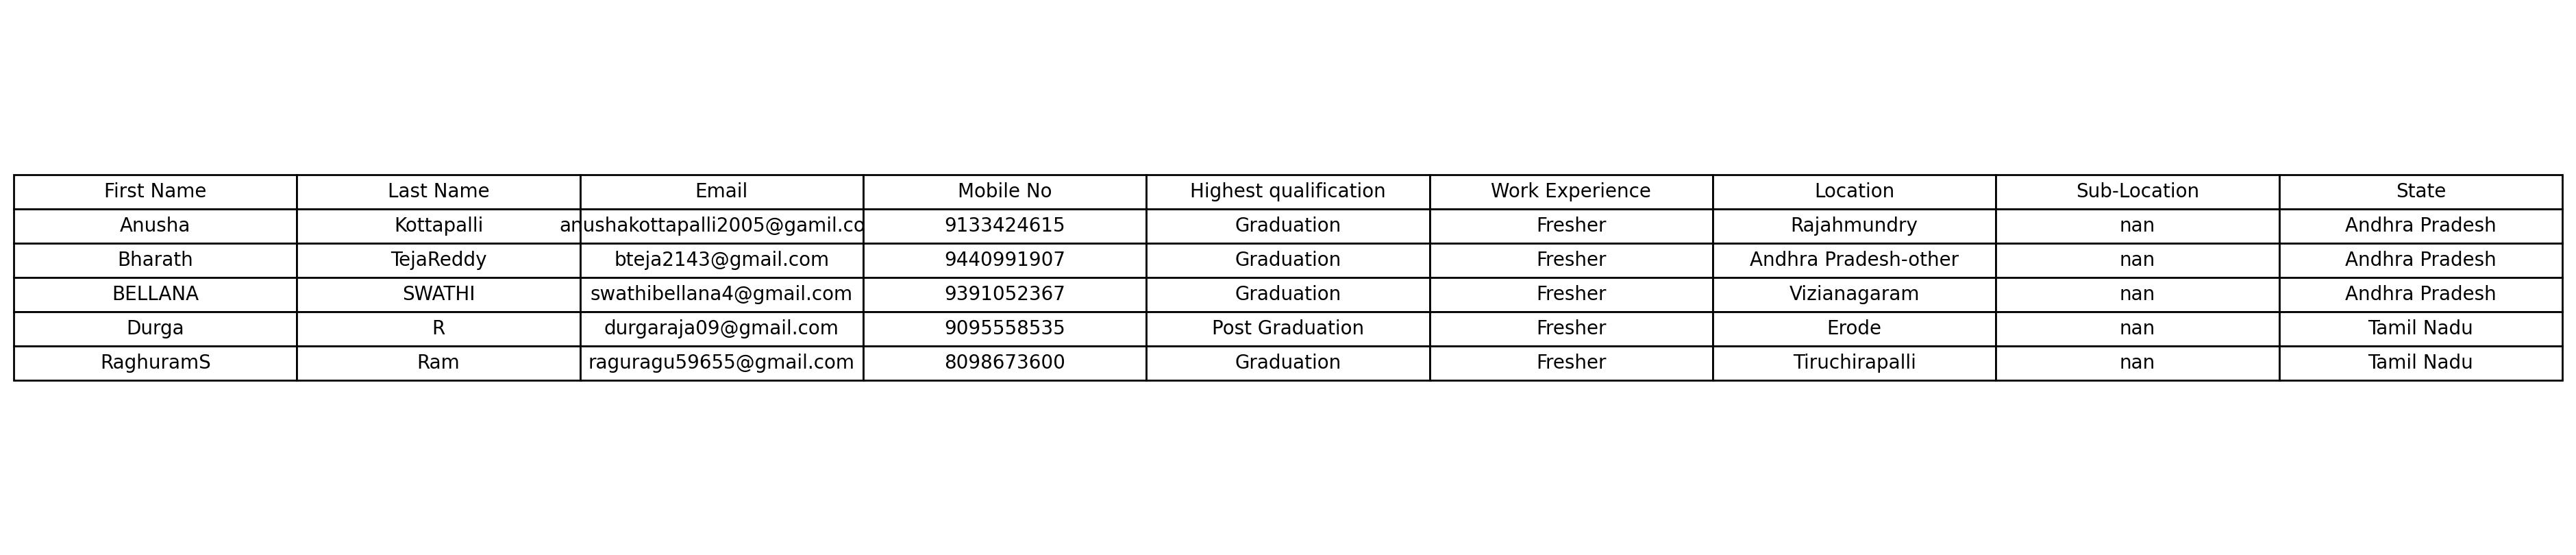 First Name Last Name Email Mobile No Highest qualification Work Experience Location Sub-Location State
Anusha Kottapalli anushakottapalli2005@gamil.co 9133424615 Graduation Fresher Rajahmundry nan Andhra Pradesh
Bharath TejaReddy bteja2143@gmail.com 9440991907 Graduation Fresher Andhra Pradesh-other nan Andhra Pradesh
BELLANA SWATHI swathibellana4@gmail.com 9391052367 Graduation Fresher Vizianagaram nan Andhra Pradesh
Durga R durgaraja09@gmail.com 9095558535 Post Graduation Fresher Erode nan Tamil Nadu
RaghuramS Ram raguragu59655@gmail.com 8098673600 Graduation Fresher Tiruchirapalli nan Tamil Nadu